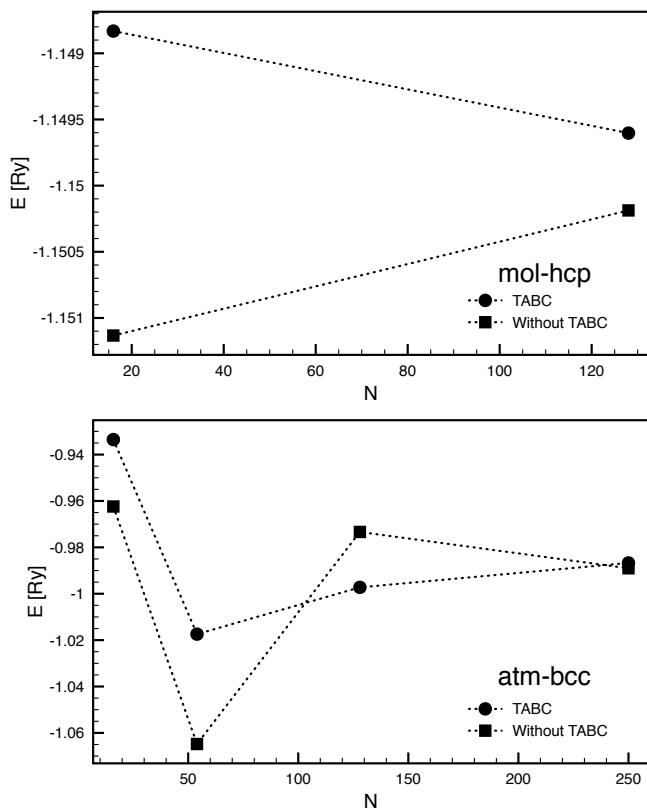 -1.149
-1.1495
-1.15
-1.1505
-1.151
E [Ry]
mol-hcp
TABC
Without TABC
20 40 60 80 100 120
N
-0.94
-0.96
-0.98
-1
-1.02
-1.04
-1.06
E [Ry]
atm-bcc
TABC
Without TABC
50 100 150 200 250
N